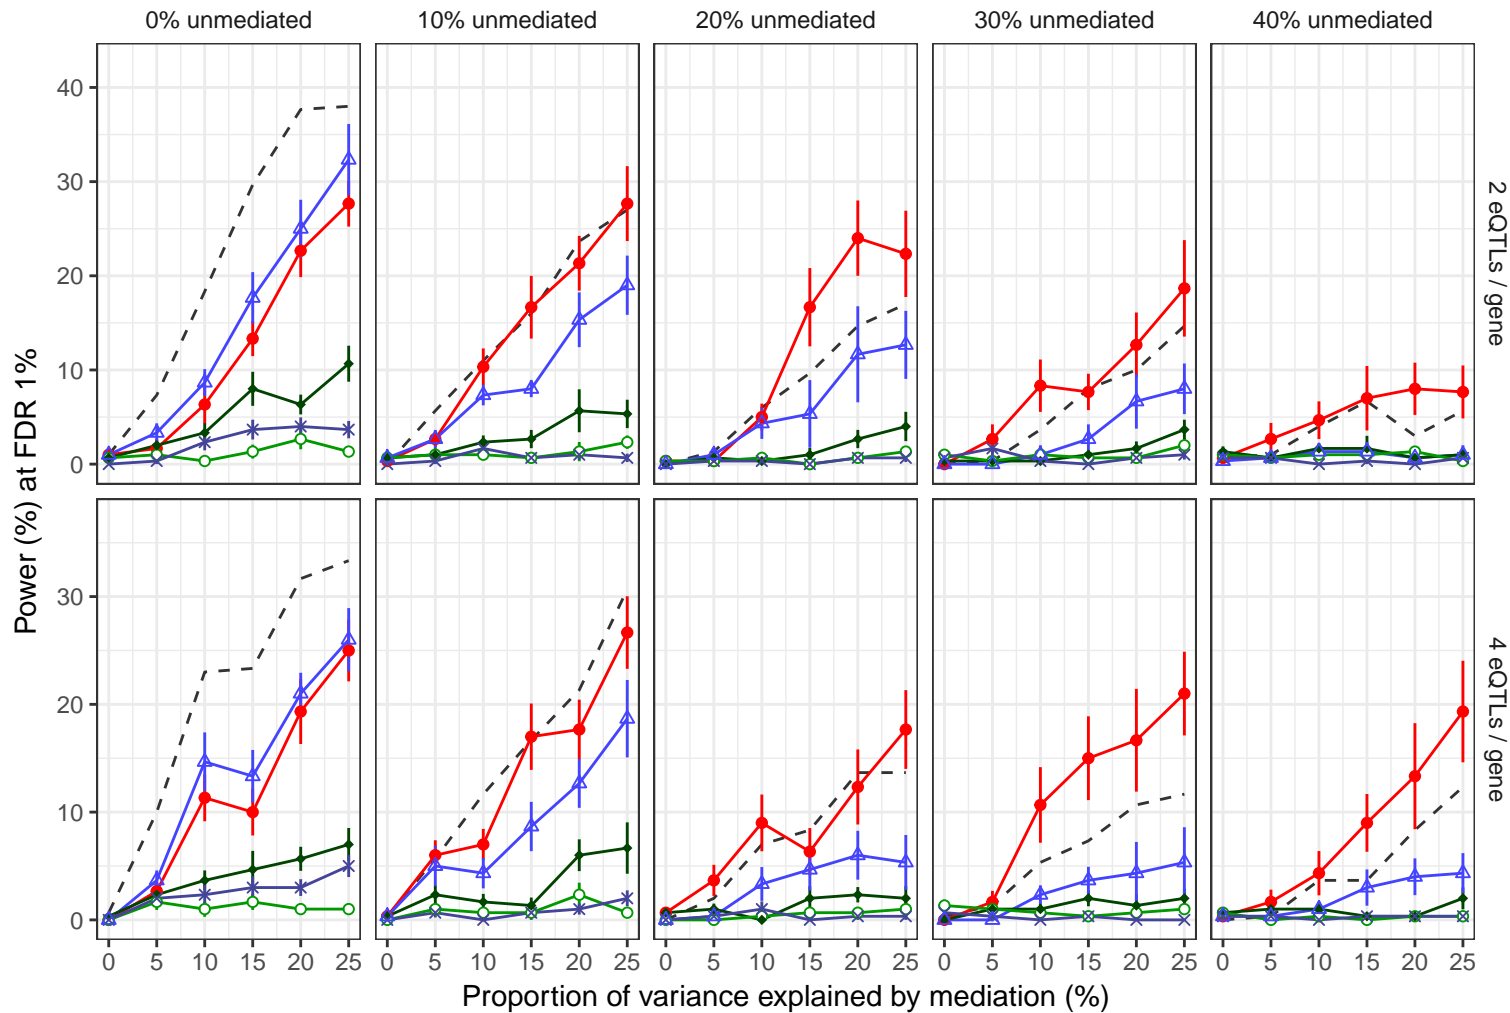 0% unmediated 10% unmediated 20% unmediated 30% unmediated 40% unmediated
40
30
20
10
0
2 eQTLs / gene
Power (%) at FDR 1%
30
20
10
0
4 eQTLs / gene
0 5 10 15 20 25 0 5 10 15 20 25 0 5 10 15 20 25 0 5 10 15 20 25 0 5 10 15 20 25
Proportion of variance explained by mediation (%)